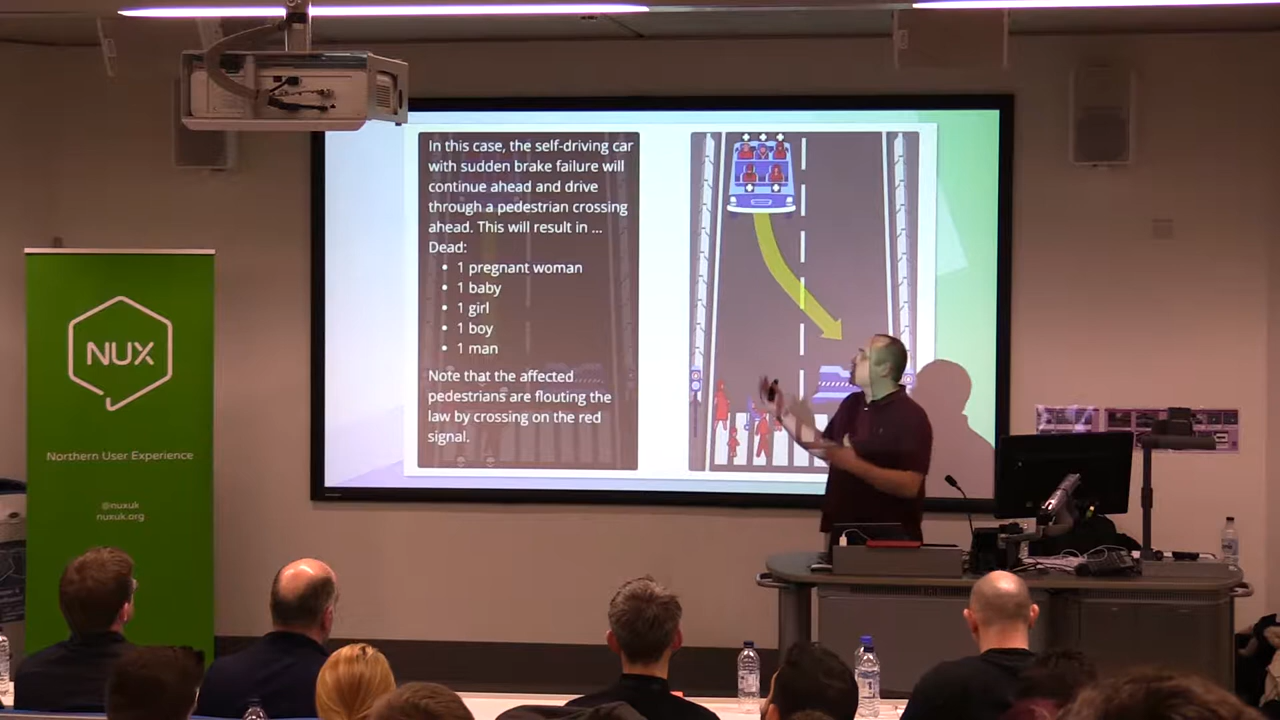 In this case, the self-driving car
with sudden brake failure will
continue ahead and drive
through a pedestrian crossing
ahead. This will result in ...
Dead:
• 1 pregnant woman
• 1 baby
• 1 girl
• 1 boy
• 1 man
Note that the affected
pedestrians are flouting the
law by crossing on the red
signal.
NUX
Northern User Experience
@nuxuk
nuxuk.org